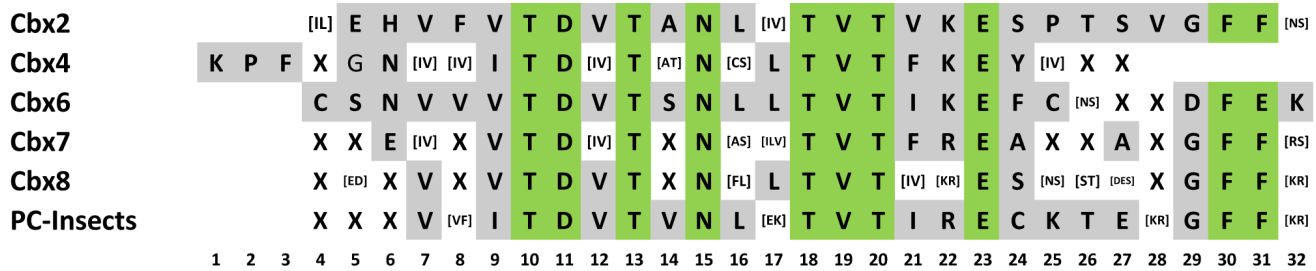 Cbx2 [IL] E H V F V T D V T A N L [IV] T V T V K E S P T S V G F F [NS]
Cbx4 K P F X G N [IV] [IV] I T D [IV] T [AT] N [CS] L T V T F K E Y [IV] X X
Cbx6 C S N V V V T D V T S N L L T V T I K E F C [NS] X X D F E K
Cbx7 X X E [IV] X V T D [IV] T X N [AS] [ILV] T V T F R E A X X A X G F F [RS]
Cbx8 X [ED] X V X V T D V T X N [FL] L T V T [IV] [KR] E S [NS] [ST] [DES] X G F F [KR]
PC-Insects X X X V [VF] I T D V T V N L [EK] T V T I R E C K T E [KR] G F F [KR]
1 2 3 4 5 6 7 8 9 10 11 12 13 14 15 16 17 18 19 20 21 22 23 24 25 26 27 28 29 30 31 32